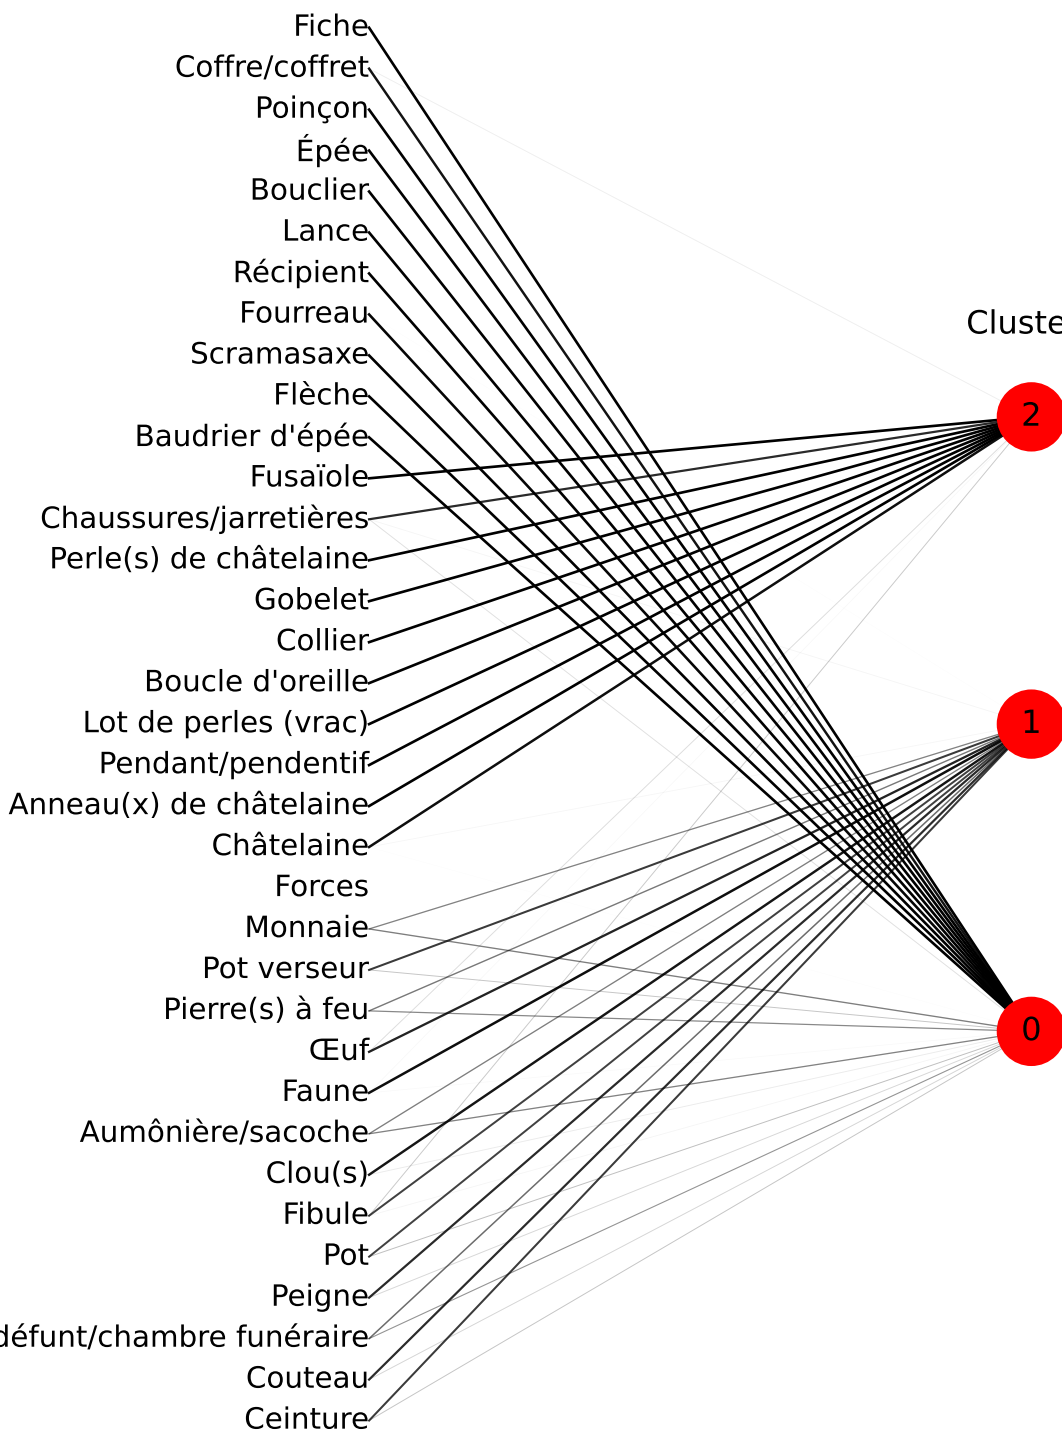 Fiche
Coffre/coffret
Poinçon
Épée
Bouclier
Lance
Récipient
Fourreau
Cluste
Scramasaxe
Flèche
2
Baudrier d'épée
Fusaïole
Chaussures/jarretières
Perle(s) de châtelaine
Gobelet
Collier
Boucle d'oreille
Lot de perles (vrac)
1
Pendant/pendentif
Anneau(x) de châtelaine
Châtelaine
Forces
Monnaie
Pot verseur
Pierre(s) à feu
0
Œuf
Faune
Aumônière/sacoche
Clou(s)
Fibule
Pot
Peigne
défunt/chambre funéraire
Couteau
Ceinture